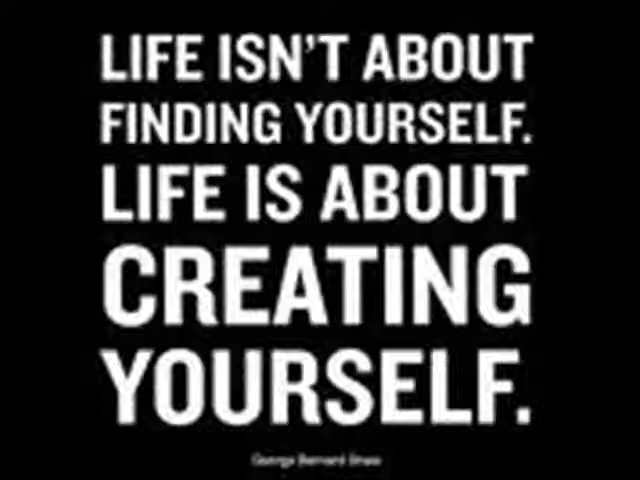 LIFE ISN'T ABOUT
FINDING YOURSELF.
LIFE IS ABOUT
CREATING
YOURSELF.
George Bernard Shaw